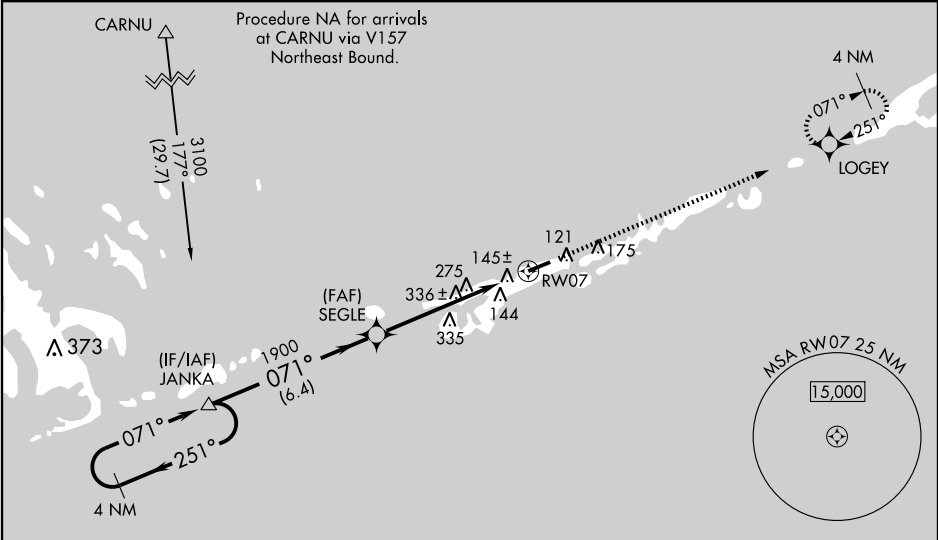 CARNU
Procedure NA for arrivals
at CARNU via V157
Northeast Bound.
3100
177°
(29.7)
4 NM
071°
251°
LOGEY
121
175
145±
275
RW07
336±
144
335
(FAF)
SEGLE
373
(IF/IAF)
JANKA
1900
071°
(6.4)
071°
251°
4 NM
MSA RW07 25 NM
15,000